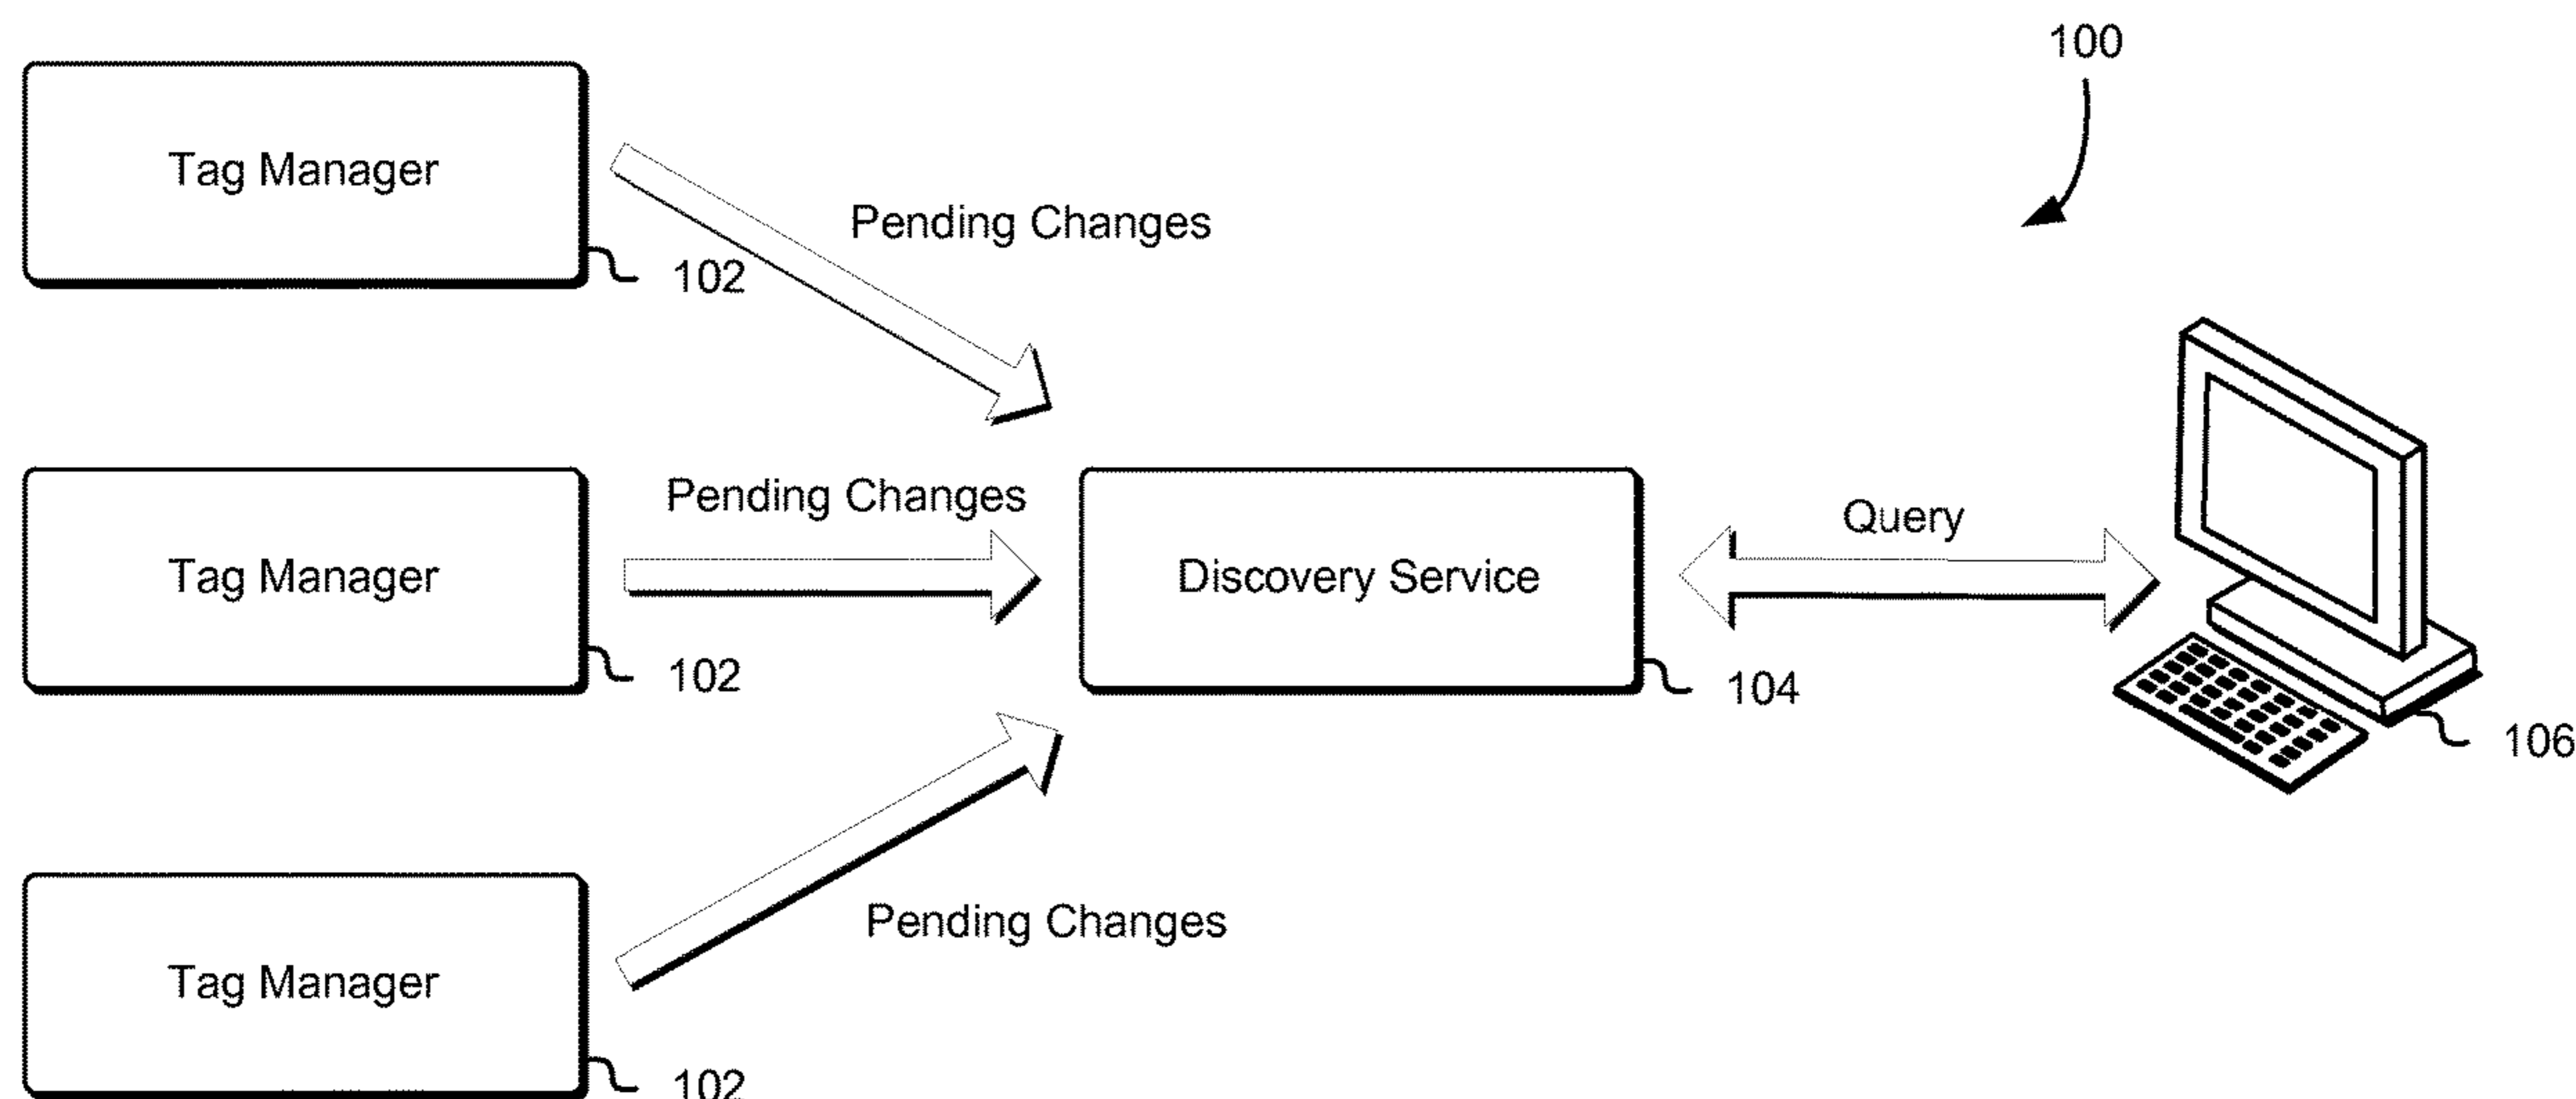 100
Tag Manager
Pending Changes
102
Pending Changes
Tag Manager
Discovery Service
Query
102
104
106
Pending Changes
Tag Manager
102